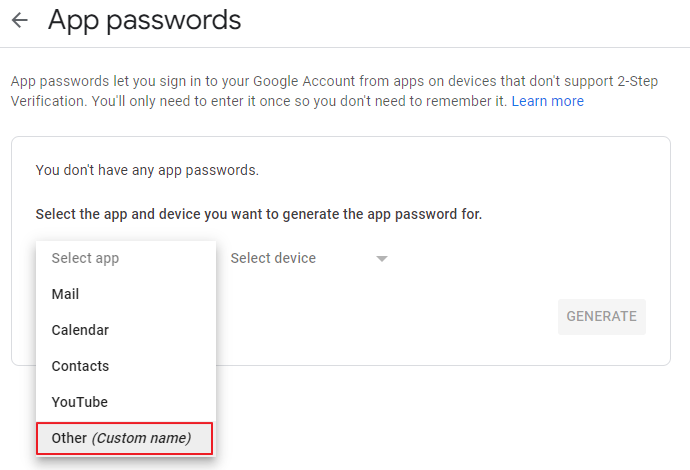 App passwords
App passwords let you sign in to your Google Account from apps on devices that don't support 2-Step
Verification. You'll only need to enter it once so you don't need to remember it. Learn more
You don't have any app passwords.
Select the app and device you want to generate the app password for.
Select app
Select device
Mail
Calendar
Contacts
YouTube
Other (Custom name)
GENERATE